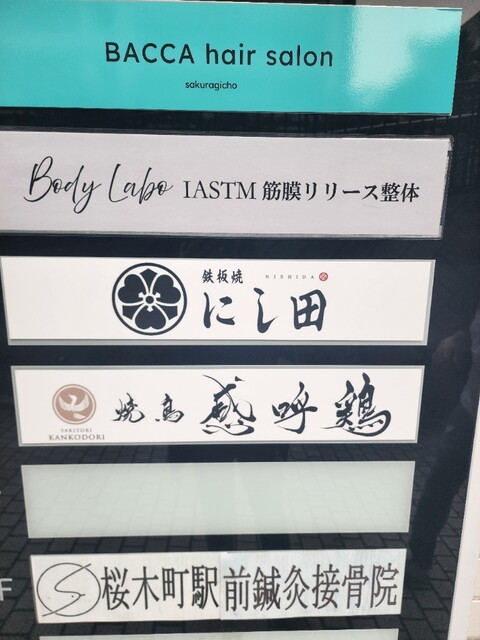 BACCA hair salon
sakuragicho
Body Labo IASTM 筋膜リリース整体
鉄板焼 NISHIDA
にし田
焼鳥 感呼鶏
YAKITORI
KANKODORI
F
桜木町駅前鍼灸接骨院